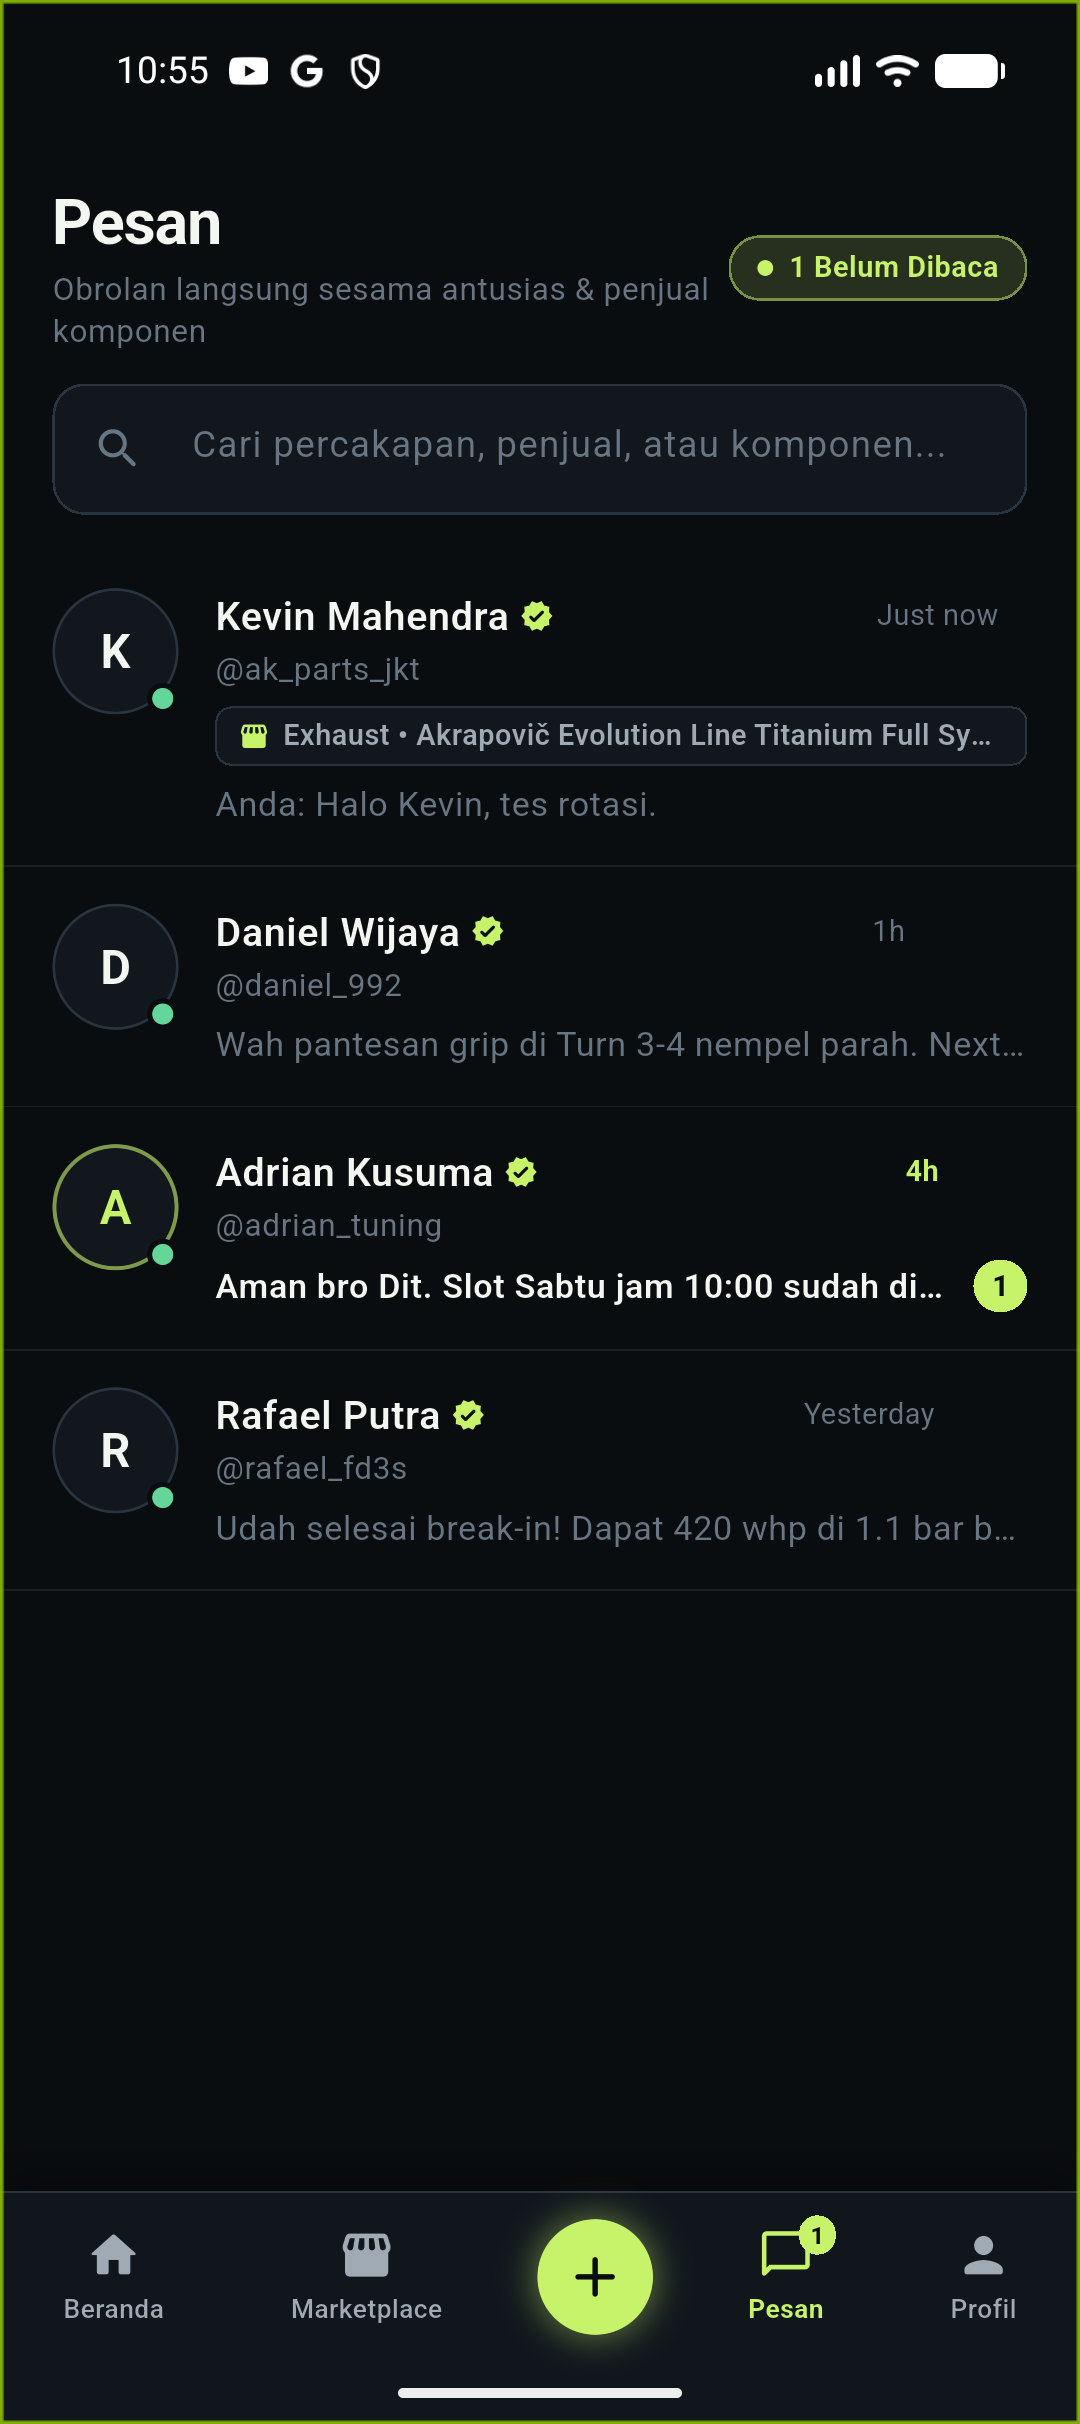 10:55
Pesan
Obrolan langsung sesama antusias & penjual
komponen
1 Belum Dibaca
Cari percakapan, penjual, atau komponen...
K
Kevin Mahendra
Just now
@ak_parts_jkt
Exhaust • Akrapovič Evolution Line Titanium Full Sy...
Anda: Halo Kevin, tes rotasi.
D
Daniel Wijaya
1h
@daniel_992
Wah pantesan grip di Turn 3-4 nempel parah. Next...
A
Adrian Kusuma
4h
@adrian_tuning
Aman bro Dit. Slot Sabtu jam 10:00 sudah di...
1
R
Rafael Putra
Yesterday
@rafael_fd3s
Udah selesai break-in! Dapat 420 whp di 1.1 bar b...
1
Beranda
Marketplace
Pesan
Profil